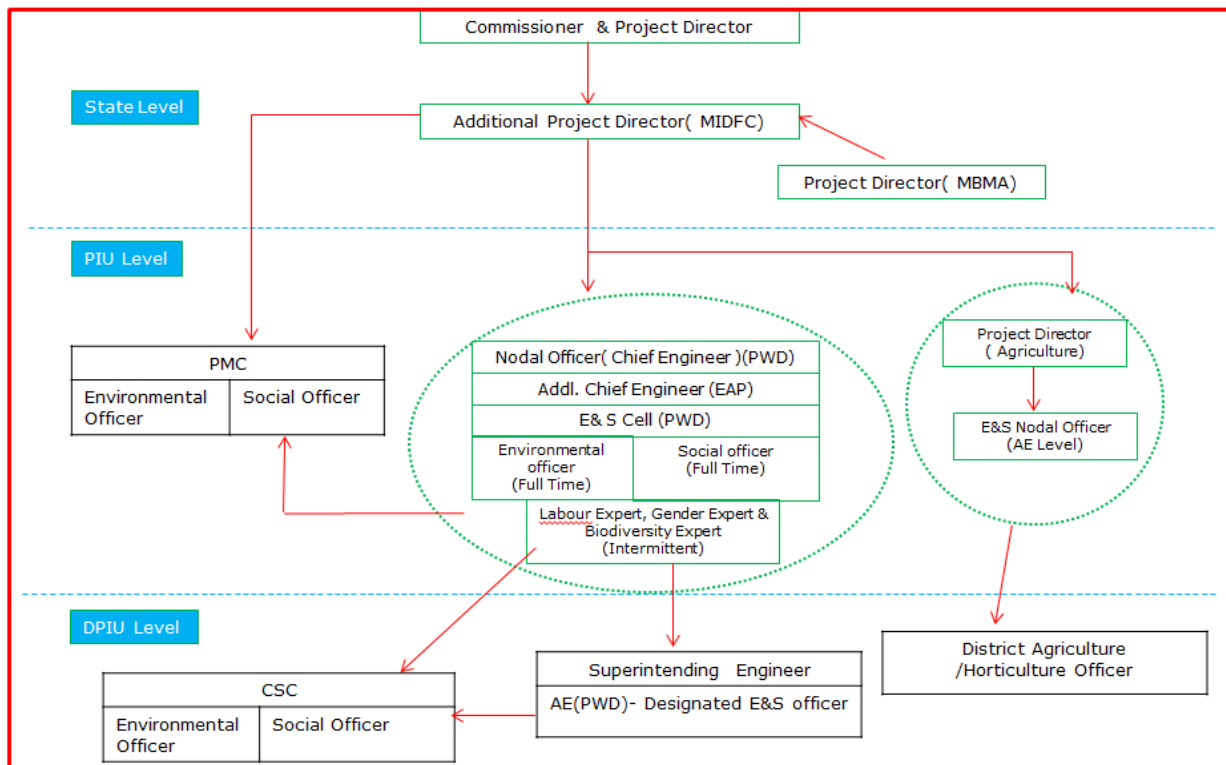 Commissioner & Project Director
State Level
Additional Project Director( MIDFC)
Project Director( MBMA)
PIU Level
PMC
Environmental
Officer
Social Officer
Nodal Officer( Chief Engineer )(PWD)
Addl. Chief Engineer (EAP)
E& S Cell (PWD)
Environmental
officer
(Full Time)
Social officer
(Full Time)
Labour Expert, Gender Expert &
Biodiversity Expert
(Intermittent)
Project Director
( Agriculture)
E&S Nodal Officer
(AE Level)
DPIU Level
CSC
Environmental
Officer
Social Officer
Superintending Engineer
AE(PWD)- Designated E&S officer
District Agriculture
/Horticulture Officer